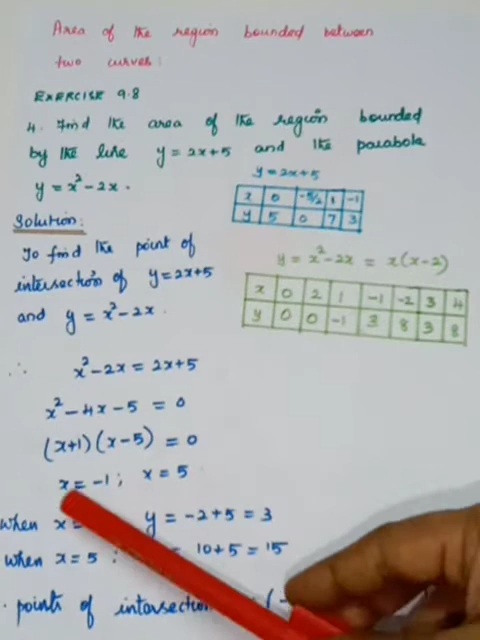 Area of the region bounded between
two curves:
EXERCISE 9.8
4. Find the area of the region bounded
by the line y = 2x+5 and the parabola
y = x² - 2x.
y = 2x+5
x 0 -5/2 1 -1
y 5 0 7 3
Solution:
To find the point of
intersection of y = 2x+5
and y = x² - 2x.
y = x² - 2x = x(x-2)
x 0 2 1 -1 -2 3 4
y 0 0 -1 3 8 3 8
∴ x² - 2x = 2x+5
x² - 4x - 5 = 0
(x+1)(x-5) = 0
x = -1; x = 5
when x = y = -2+5 = 3
when x = 5 ; = 10+5 = 15
points of intersection (-